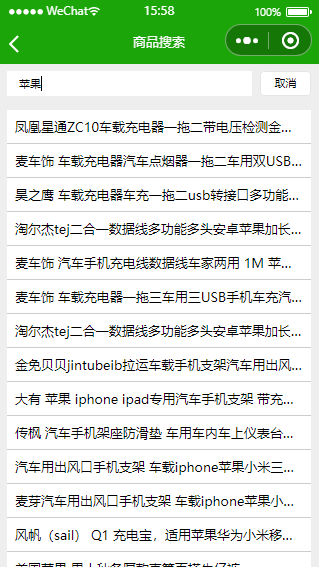 WeChat
15:58
100%
商品搜索
苹果
取消
凤凰星通ZC10车载充电器一拖二带电压检测金...
麦车饰 车载充电器汽车点烟器一拖二车用双USB...
昊之鹰 车载充电器车充一拖二usb转接口多功能...
淘尔杰tej二合一数据线多功能多头安卓苹果加长...
麦车饰 汽车手机充电线数据线车家两用 1M 苹...
麦车饰 车载充电器一拖三车用三USB手机车充汽...
淘尔杰tej二合一数据线多功能多头安卓苹果加长...
金免贝贝jintubeib拉运车载手机支架汽车用出风...
大有 苹果 iphone ipad专用汽车手机支架 带充...
传枫 汽车手机架座防滑垫 车用车内车上仪表台...
汽车用出风口手机支架 车载iphone苹果小米三...
麦芽汽车用出风口手机支架 车载iphone苹果小...
风帆（sail） Q1 充电宝，适用苹果华为小米移...